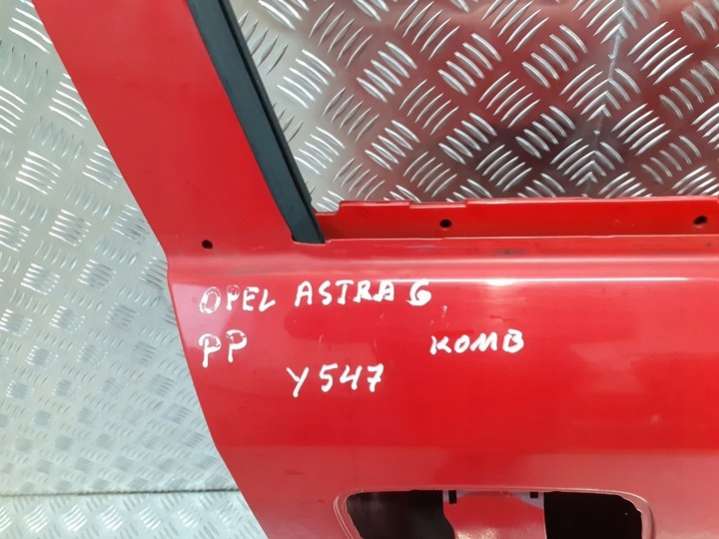 OPEL ASTRA G
PP KOMB
Y547